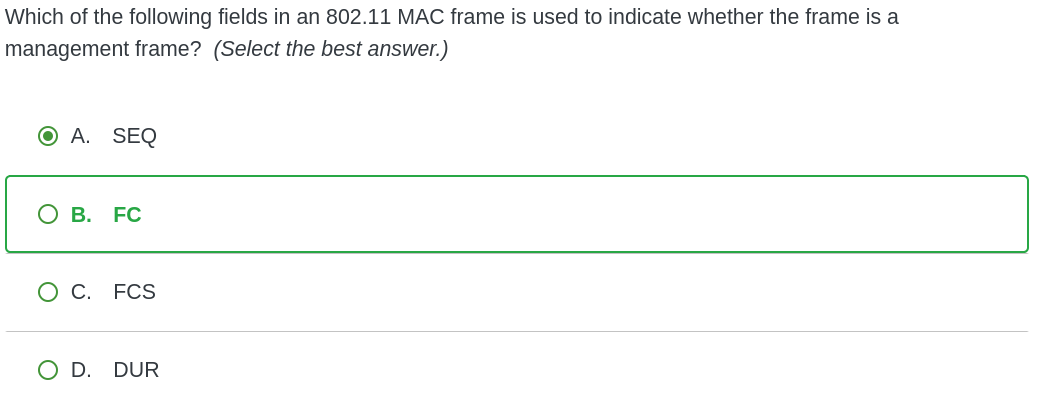 Which of the following fields in an 802.11 MAC frame is used to indicate whether the frame is a
management frame? (Select the best answer.)
A. SEQ
B. FC
C. FCS
D. DUR